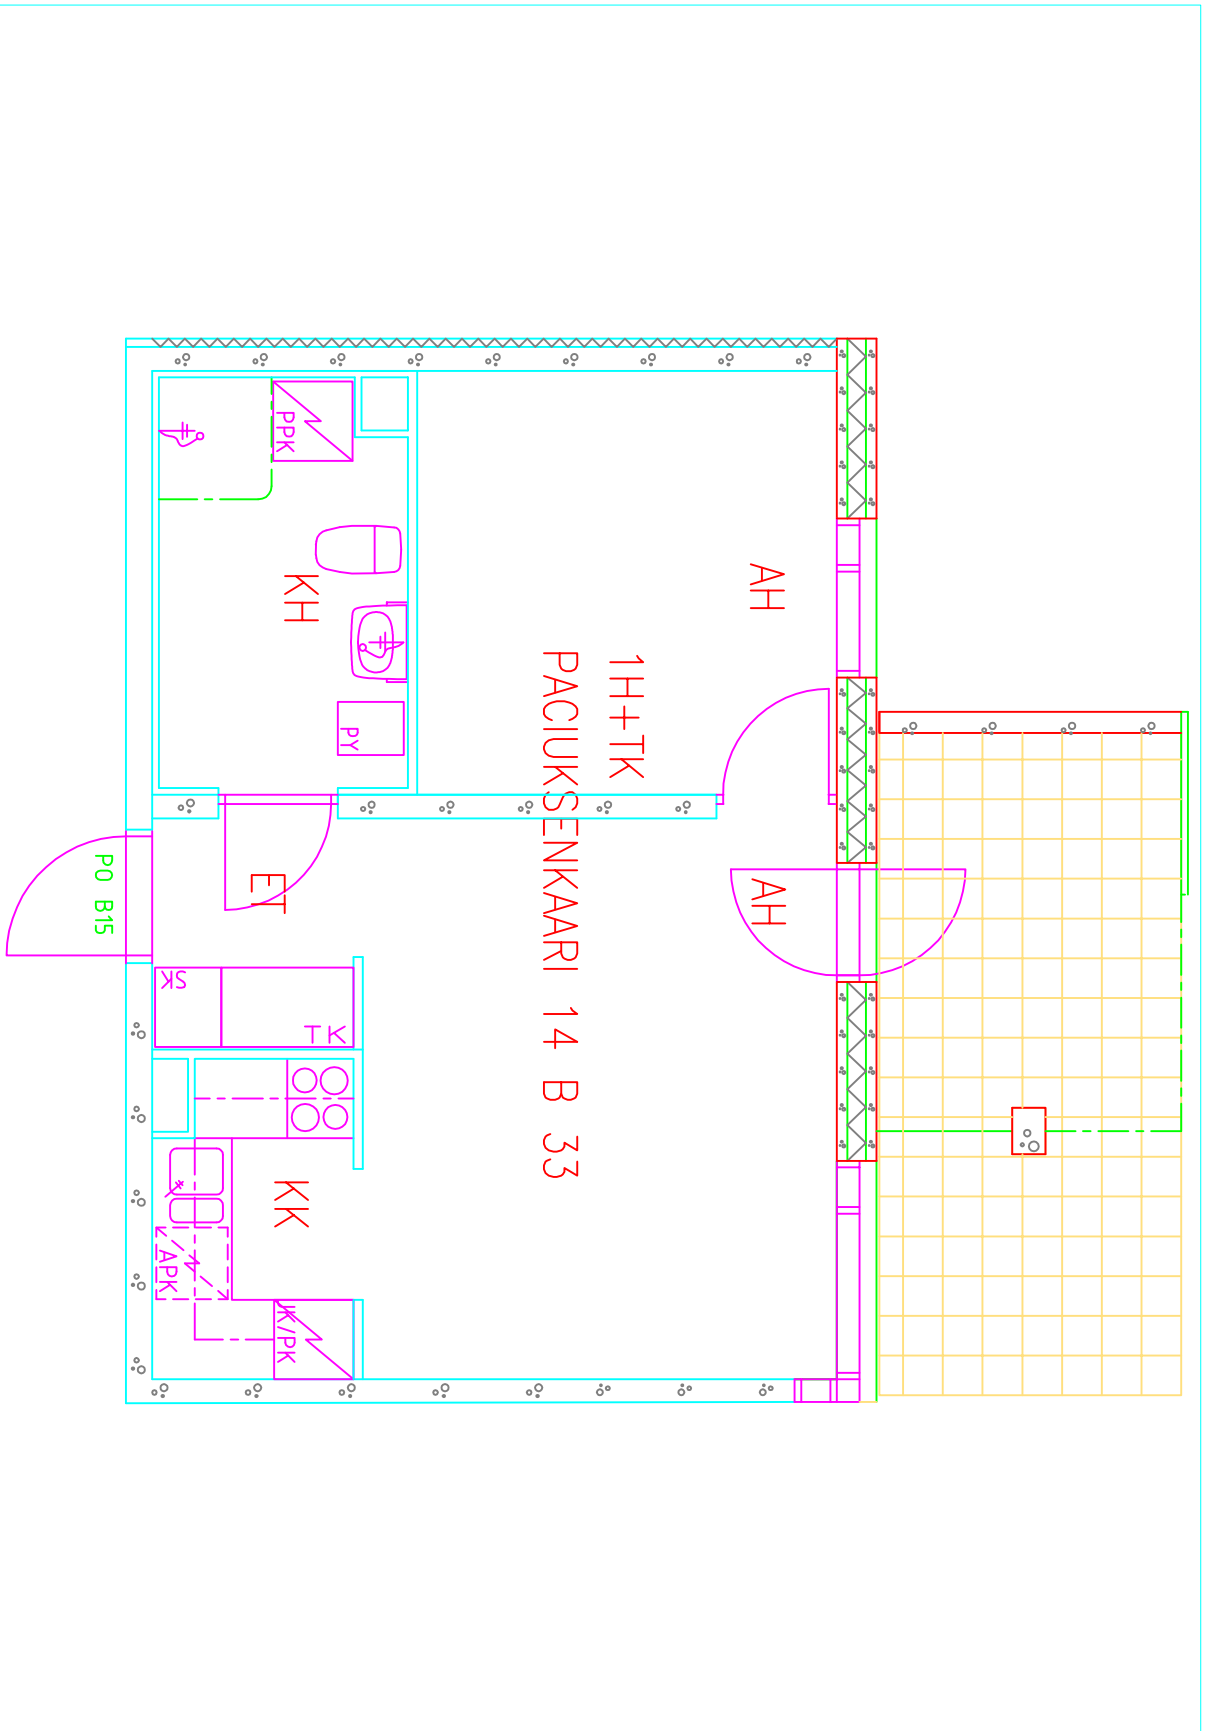 1H+TK
PACIUKSENKAARI 14 B 33
AH
AH
KH
PPK
PY
ET
PO B15
SK
TK
KK
APK
JK/PK